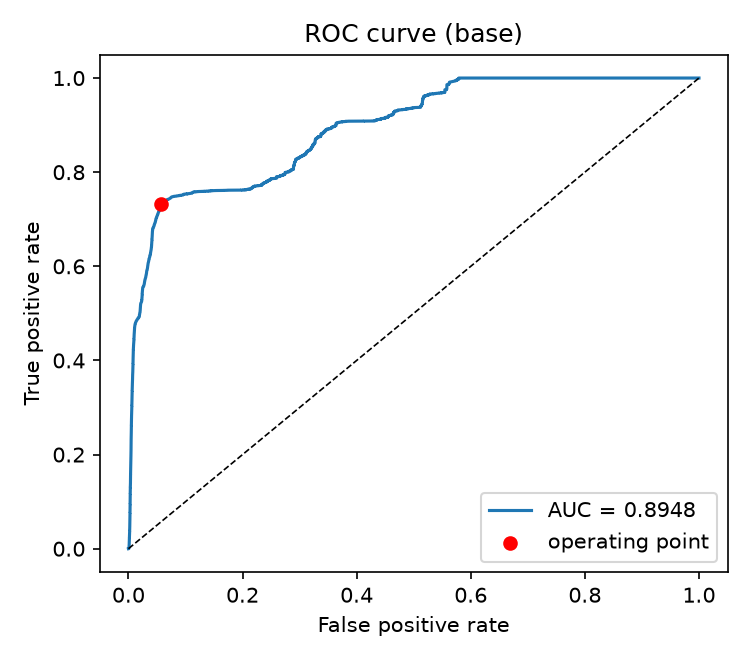 ROC curve (base)
True positive rate
1.0
0.8
0.6
0.4
0.2
0.0
AUC = 0.8948
operating point
0.0 0.2 0.4 0.6 0.8 1.0
False positive rate